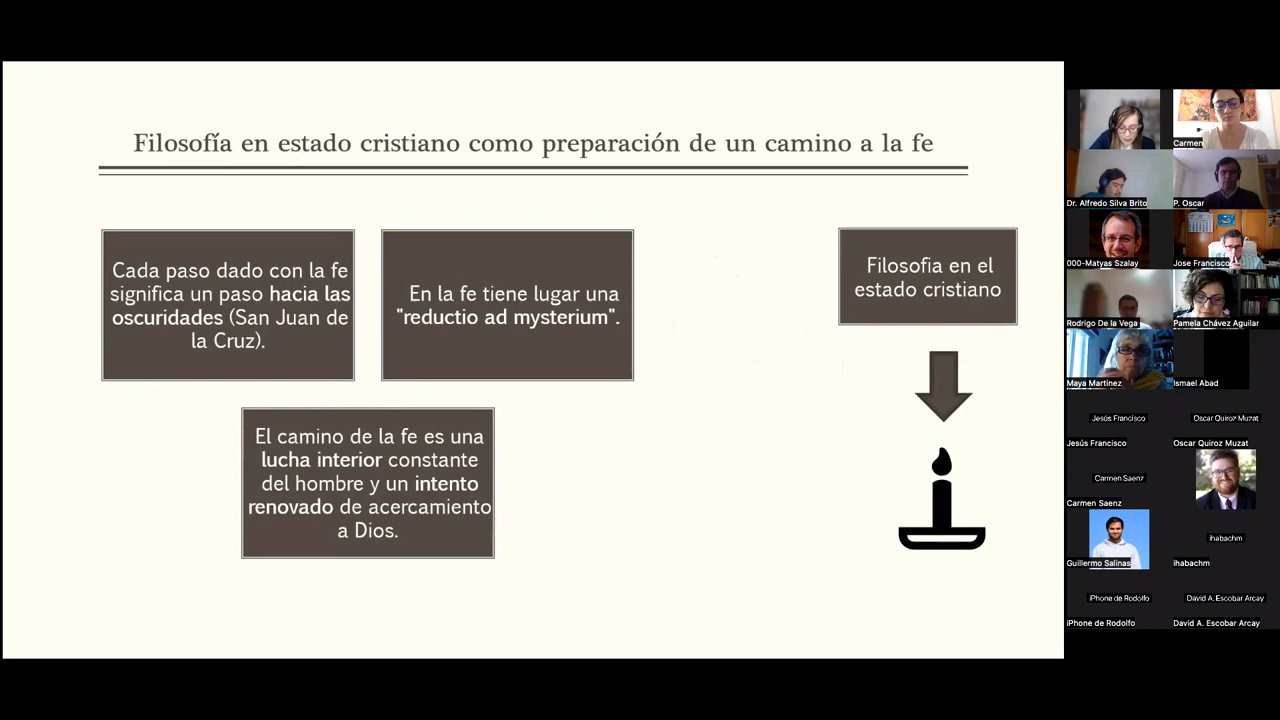 Filosofía en estado cristiano como preparación de un camino a la fe
Cada paso dado con la fe
significa un paso hacia las
oscuridades (San Juan de
la Cruz).
En la fe tiene lugar una
"reductio ad mysterium".
El camino de la fe es una
lucha interior constante
del hombre y un intento
renovado de acercamiento
a Dios.
Filosofia en el
estado cristiano
Carmen
Dr. Alfredo Silva Brito
P. Oscar
000-Matyas Szalay
Jose Francisco
Rodrigo De la Vega
Pamela Chávez Aguilar
Maya Martinez
Ismael Abad
Jesús Francisco
Jesús Francisco
Oscar Quiroz Muzat
Oscar Quiroz Muzat
Carmen Saenz
Carmen Saenz
Guillermo Salinas
ihabachm
ihabachm
iPhone de Rodolfo
iPhone de Rodolfo
David A. Escobar Arcay
David A. Escobar Arcay